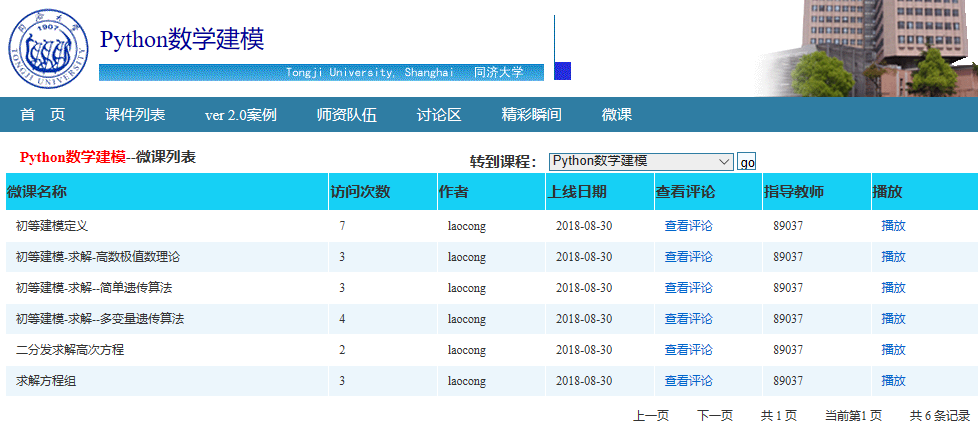 同济大学
1907
TONGJI UNIVERSITY
Python数学建模
Tongji University, Shanghai 同济大学
首 页 课件列表 ver 2.0案例 师资队伍 讨论区 精彩瞬间 微课
Python数学建模--微课列表 转到课程： Python数学建模 go
微课名称 访问次数 作者 上线日期 查看评论 指导教师 播放
初等建模定义 7 laocong 2018-08-30 查看评论 89037 播放
初等建模-求解-高数极值数理论 3 laocong 2018-08-30 查看评论 89037 播放
初等建模-求解--简单遗传算法 3 laocong 2018-08-30 查看评论 89037 播放
初等建模-求解--多变量遗传算法 4 laocong 2018-08-30 查看评论 89037 播放
二分发求解高次方程 2 laocong 2018-08-30 查看评论 89037 播放
求解方程组 3 laocong 2018-08-30 查看评论 89037 播放
上一页 下一页 共 1 页 当前第1 页 共 6 条记录